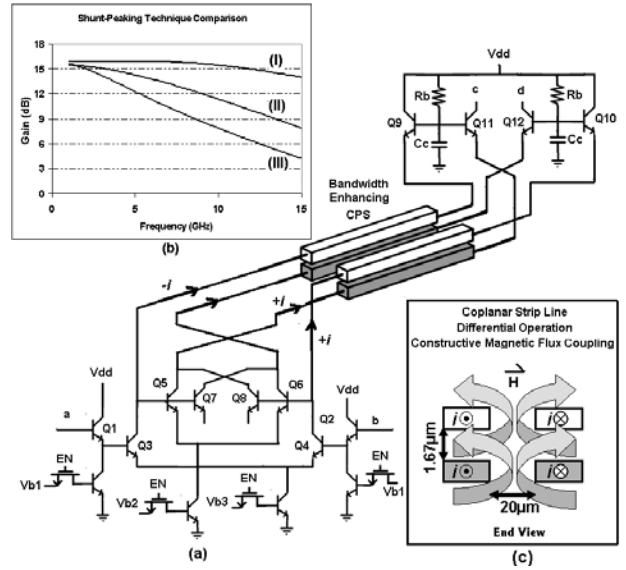 Shunt-Peaking Technique Comparison
Gain (dB)
18
15
12
9
6
3
0
(I)
(II)
(III)
1
5
10
15
Frequency (GHz)
(b)
Vdd
Rb
c
d
Rb
Q9
Q11
Q12
Q10
Cc
Cc
Bandwidth
Enhancing
CPS
-i
+i
+i
Vdd
Q5
Q7
Q8
Q6
Vdd
a
Q1
Q3
Q2
Q4
b
EN
EN
EN
EN
Vb1
Vb2
Vb3
Vb1
(a)
Coplanar Strip Line
Differential Operation
Constructive Magnetic Flux Coupling
H
i
i
1.67μm
i
i
20μm
End View
(c)